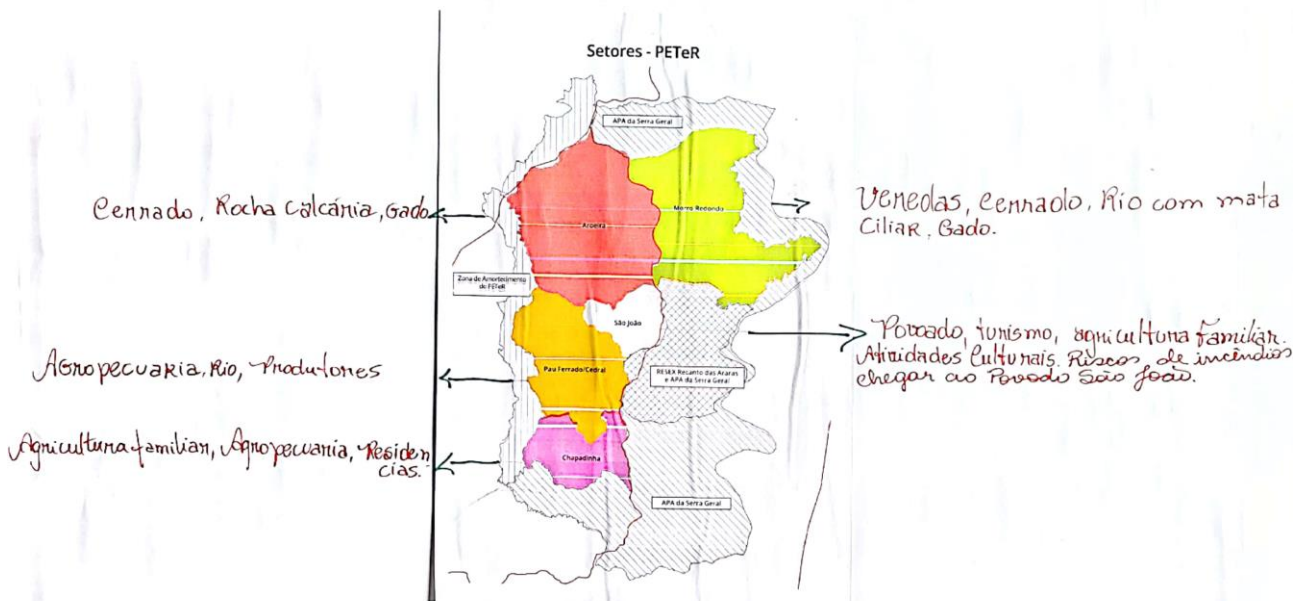 Setores - PETeR
APA da Serra Geral
Cerrado, Rocha Calcária, Gado
Aroeira
Morro Redondo
Veredas, Cerrado, Rio com mata
Ciliar, Gado.
Zona de Amortecimento
do PETeR
São João
Povoado, turismo, agricultura familiar.
Atividades Culturais. Riscos de incêndios
chegar ao Povoado São João.
Agropecuaria, Rio, Produtores
Pau Ferrado/Cedral
RESEX Recanto das Araras
e APA da Serra Geral
Agricultura familiar, Agropecuaria, Residen
cias.
Chapadinha
APA da Serra Geral